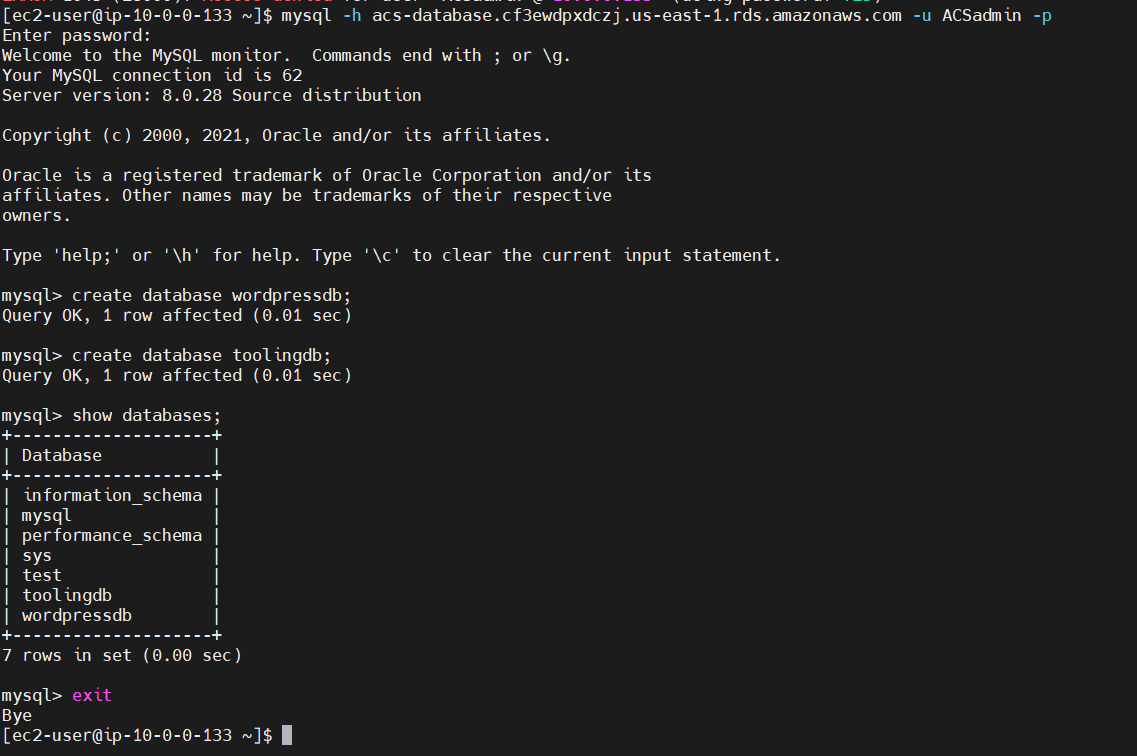 [ec2-user@ip-10-0-0-133 ~]$ mysql -h acs-database.cf3ewdpxdczj.us-east-1.rds.amazonaws.com -u ACSadmin -p
Enter password:
Welcome to the MySQL monitor.  Commands end with ; or \g.
Your MySQL connection id is 62
Server version: 8.0.28 Source distribution

Copyright (c) 2000, 2021, Oracle and/or its affiliates.

Oracle is a registered trademark of Oracle Corporation and/or its
affiliates. Other names may be trademarks of their respective
owners.

Type 'help;' or '\h' for help. Type '\c' to clear the current input statement.

mysql> create database wordpressdb;
Query OK, 1 row affected (0.01 sec)

mysql> create database toolingdb;
Query OK, 1 row affected (0.01 sec)

mysql> show databases;
+--------------------+
| Database           |
+--------------------+
| information_schema |
| mysql              |
| performance_schema |
| sys                |
| test               |
| toolingdb          |
| wordpressdb        |
+--------------------+
7 rows in set (0.00 sec)

mysql> exit
Bye
[ec2-user@ip-10-0-0-133 ~]$